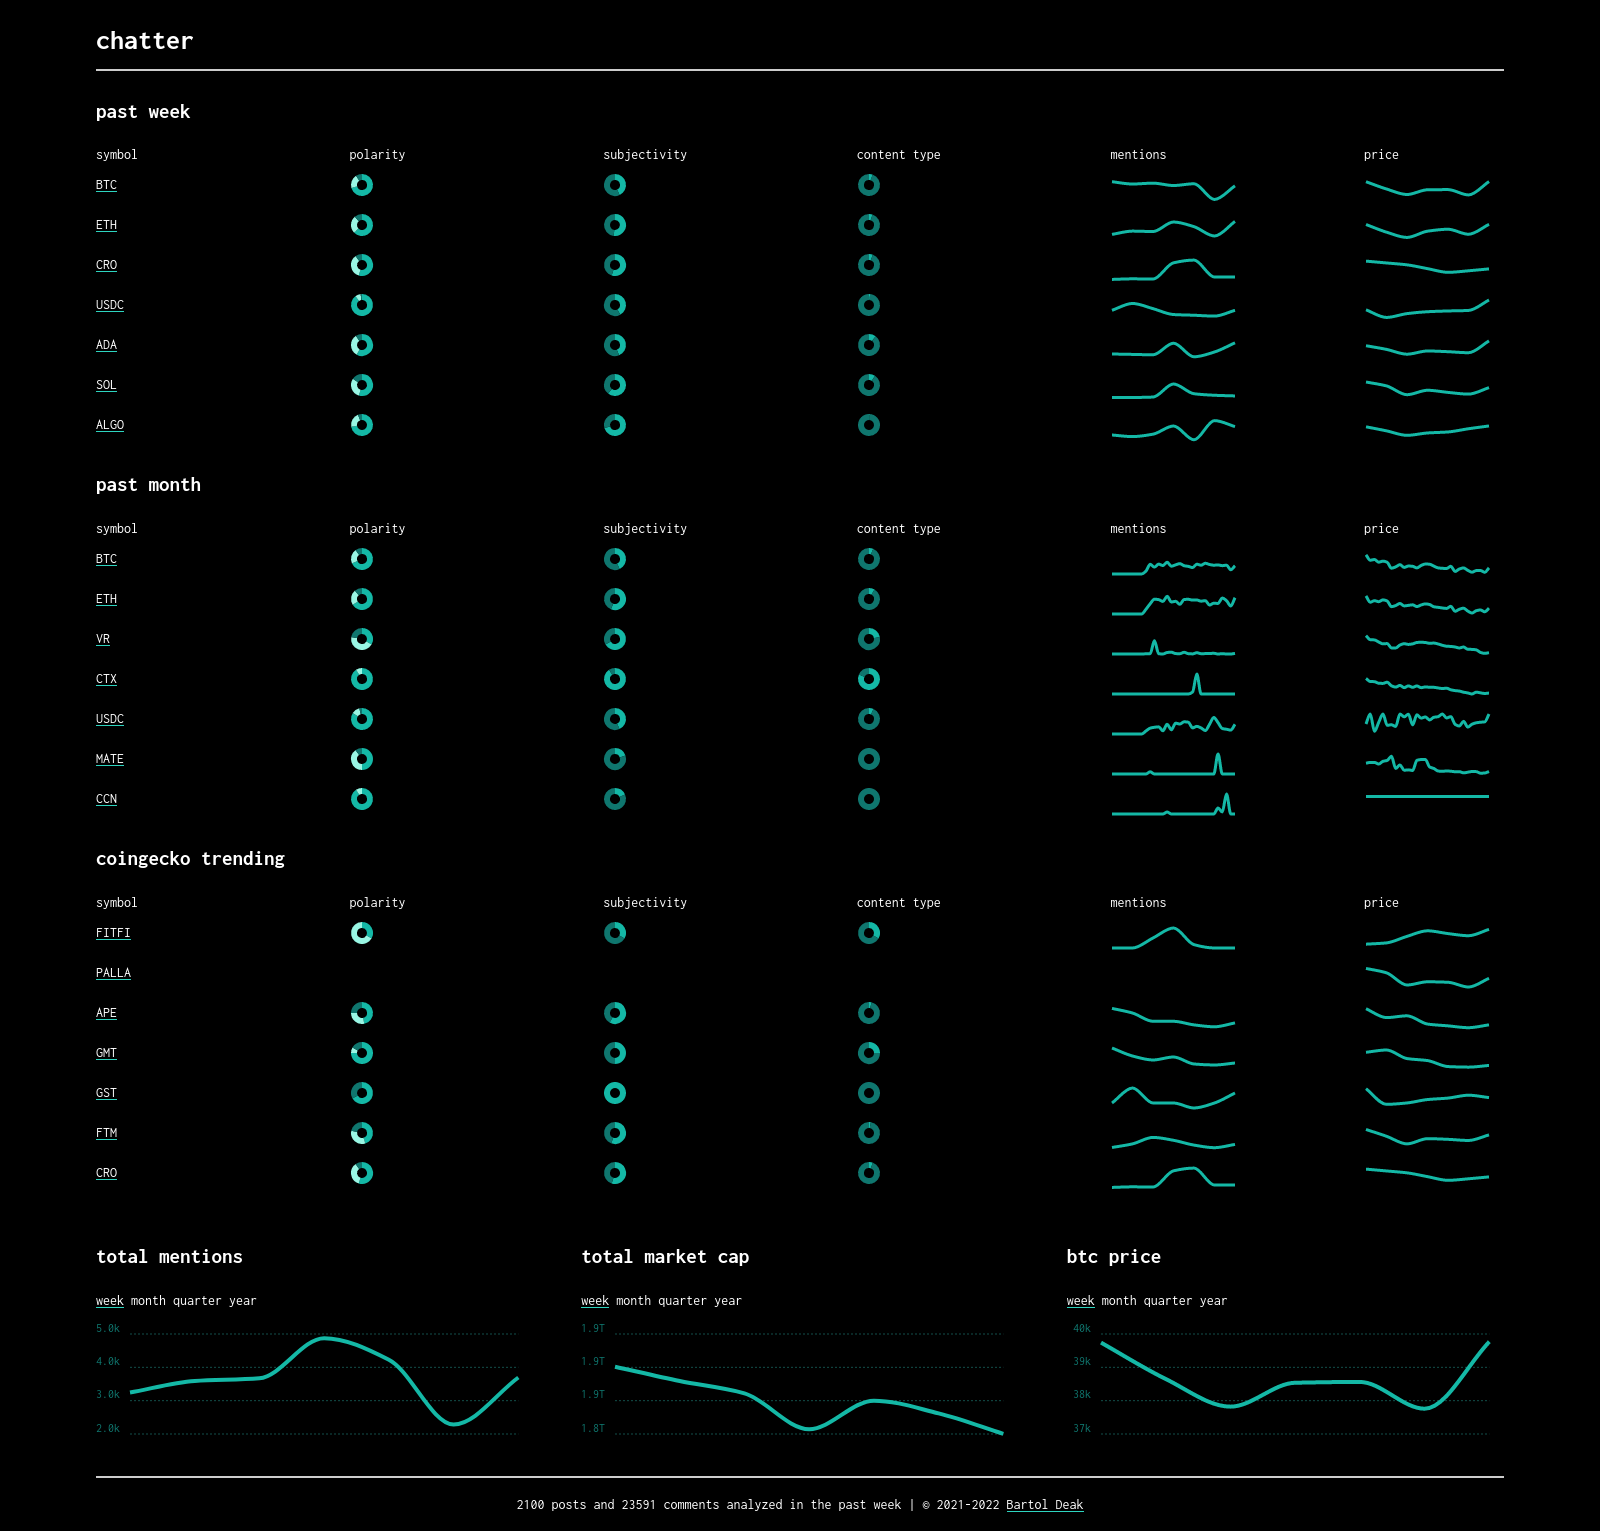 chatter
past week
symbol polarity subjectivity content type mentions price
BTC
ETH
CRO
USDC
ADA
SOL
ALGO
past month
symbol polarity subjectivity content type mentions price
BTC
ETH
VR
CTX
USDC
MATE
CCN
coingecko trending
symbol polarity subjectivity content type mentions price
FITFI
PALLA
APE
GMT
GST
FTM
CRO
total mentions
week month quarter year
5.0k
4.0k
3.0k
2.0k
total market cap
week month quarter year
1.9T
1.9T
1.9T
1.8T
btc price
week month quarter year
40k
39k
38k
37k
2100 posts and 23591 comments analyzed in the past week | © 2021-2022 Bartol Deak